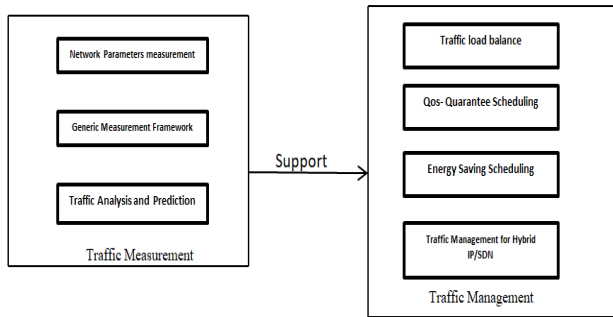 Network Parameters measurement
Generic Measurement Framework
Traffic Analysis and Prediction
Traffic Measurement
Support
Traffic load balance
Qos- Quarantee Scheduling
Energy Saving Scheduling
Traffic Management for Hybrid
IP/SDN
Traffic Management